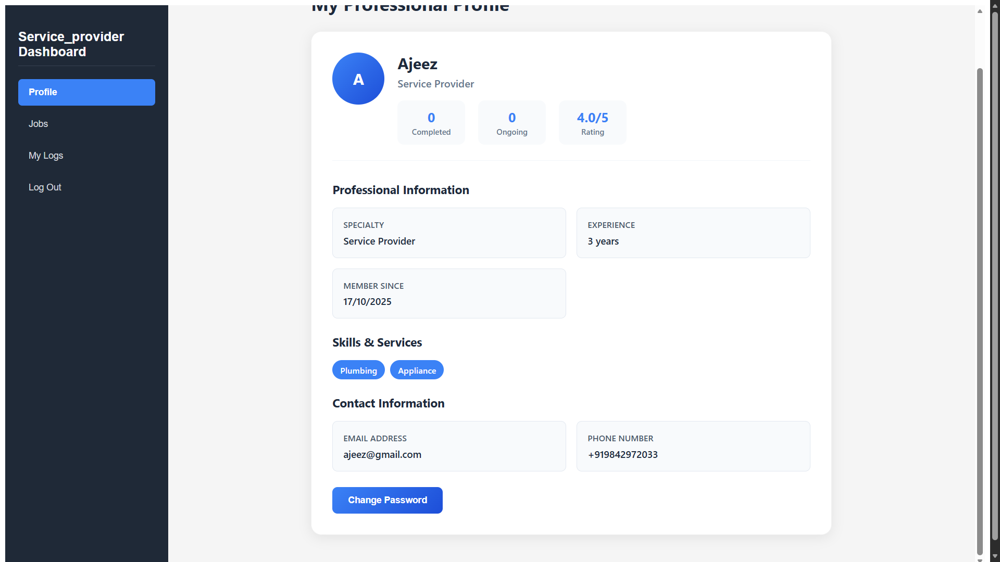 Service_provider
Dashboard
Profile
Jobs
My Logs
Log Out
My Professional Profile
A
Ajeez
Service Provider
0
Completed
0
Ongoing
4.0/5
Rating
Professional Information
SPECIALTY
Service Provider
EXPERIENCE
3 years
MEMBER SINCE
17/10/2025
Skills & Services
Plumbing
Appliance
Contact Information
EMAIL ADDRESS
ajeez@gmail.com
PHONE NUMBER
+919842972033
Change Password